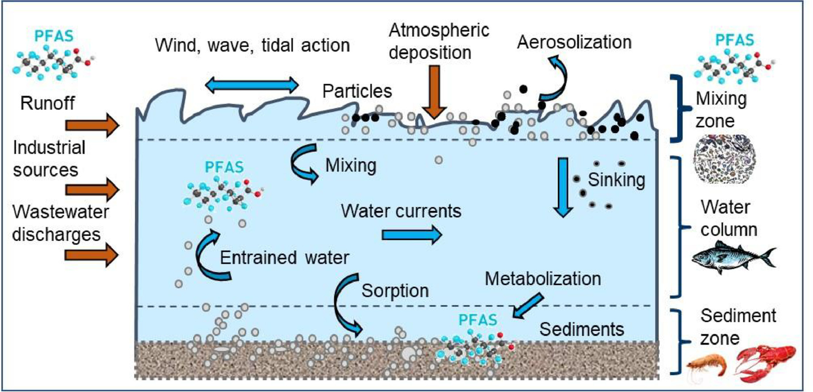 PFAS
Wind, wave, tidal action
Atmospheric
deposition
Aerosolization
PFAS
Runoff
Particles
Mixing
zone
Industrial
sources
Mixing
PFAS
Sinking
Wastewater
discharges
Water currents
Water
column
Entrained water
Sorption
Metabolization
PFAS
Sediments
Sediment
zone